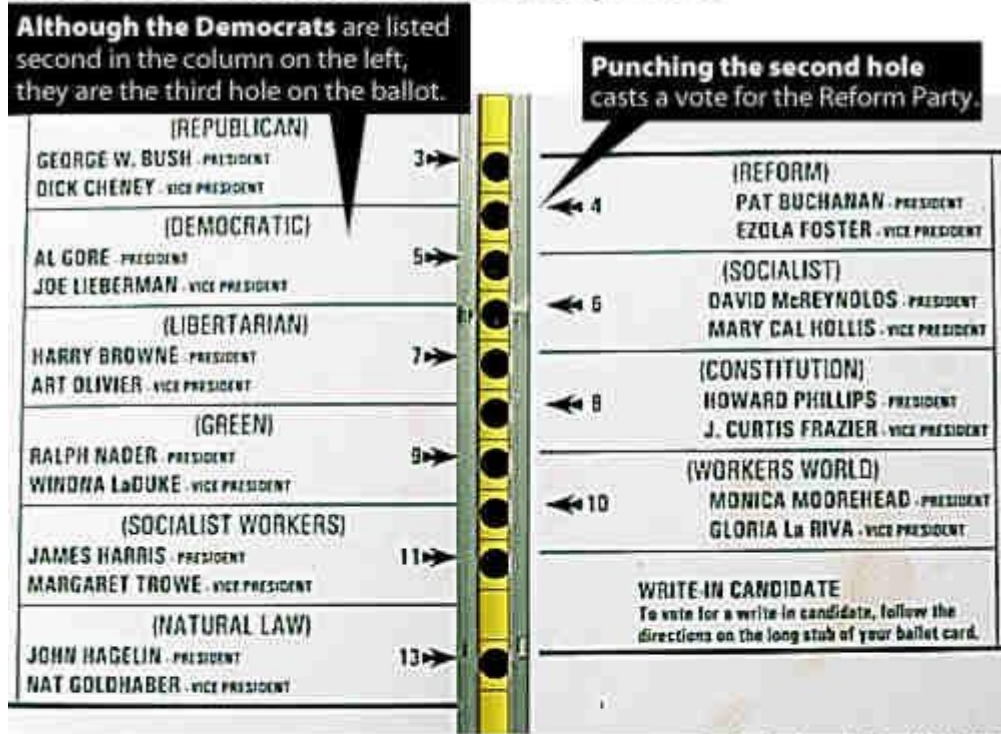 Although the Democrats are listed
second in the column on the left,
they are the third hole on the ballot.
Punching the second hole
casts a vote for the Reform Party.
(REPUBLICAN)
GEORGE W. BUSH - PRESIDENT
3
DICK CHENEY - VICE PRESIDENT
(DEMOCRATIC)
AL GORE - PRESIDENT
5
JOE LIEBERMAN - VICE PRESIDENT
(LIBERTARIAN)
HARRY BROWNE - PRESIDENT
7
ART OLIVIER - VICE PRESIDENT
(GREEN)
RALPH NADER - PRESIDENT
9
WINONA LaDUKE - VICE PRESIDENT
(SOCIALIST WORKERS)
JAMES HARRIS - PRESIDENT
11
MARGARET TROWE - VICE PRESIDENT
(NATURAL LAW)
JOHN HAGELIN - PRESIDENT
13
NAT GOLDHABER - VICE PRESIDENT
(REFORM)
4
PAT BUCHANAN - PRESIDENT
EZOLA FOSTER - VICE PRESIDENT
(SOCIALIST)
6
DAVID McREYNOLDS - PRESIDENT
MARY CAL HOLLIS - VICE PRESIDENT
(CONSTITUTION)
8
HOWARD PHILLIPS - PRESIDENT
J. CURTIS FRAZIER - VICE PRESIDENT
(WORKERS WORLD)
10
MONICA MOOREHEAD - PRESIDENT
GLORIA La RIVA - VICE PRESIDENT
WRITE-IN CANDIDATE
To vote for a write-in candidate, follow the
directions on the long stub of your ballot card.